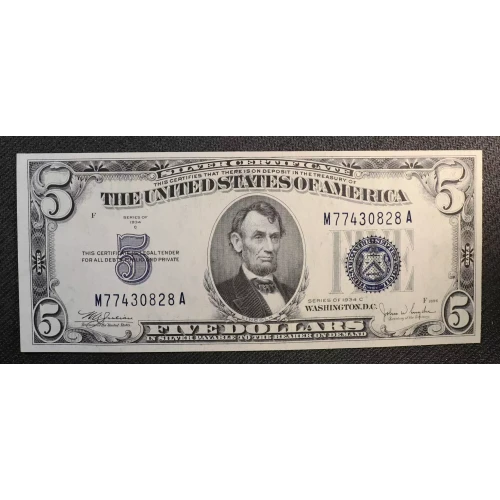 SILVER CERTIFICATE
THIS CERTIFIES THAT THERE IS ON DEPOSIT IN THE TREASURY OF
THE UNITED STATES OF AMERICA
5
5
F
SERIES OF
1934
M77430828 A
THIS CERTIFICATE IS LEGAL TENDER
FOR ALL DEBTS PUBLIC AND PRIVATE
5
M77430828 A
SERIES OF 1934 C
WASHINGTON, D.C.
F
5
5
FIVE DOLLARS
IN SILVER PAYABLE TO THE BEARER ON DEMAND